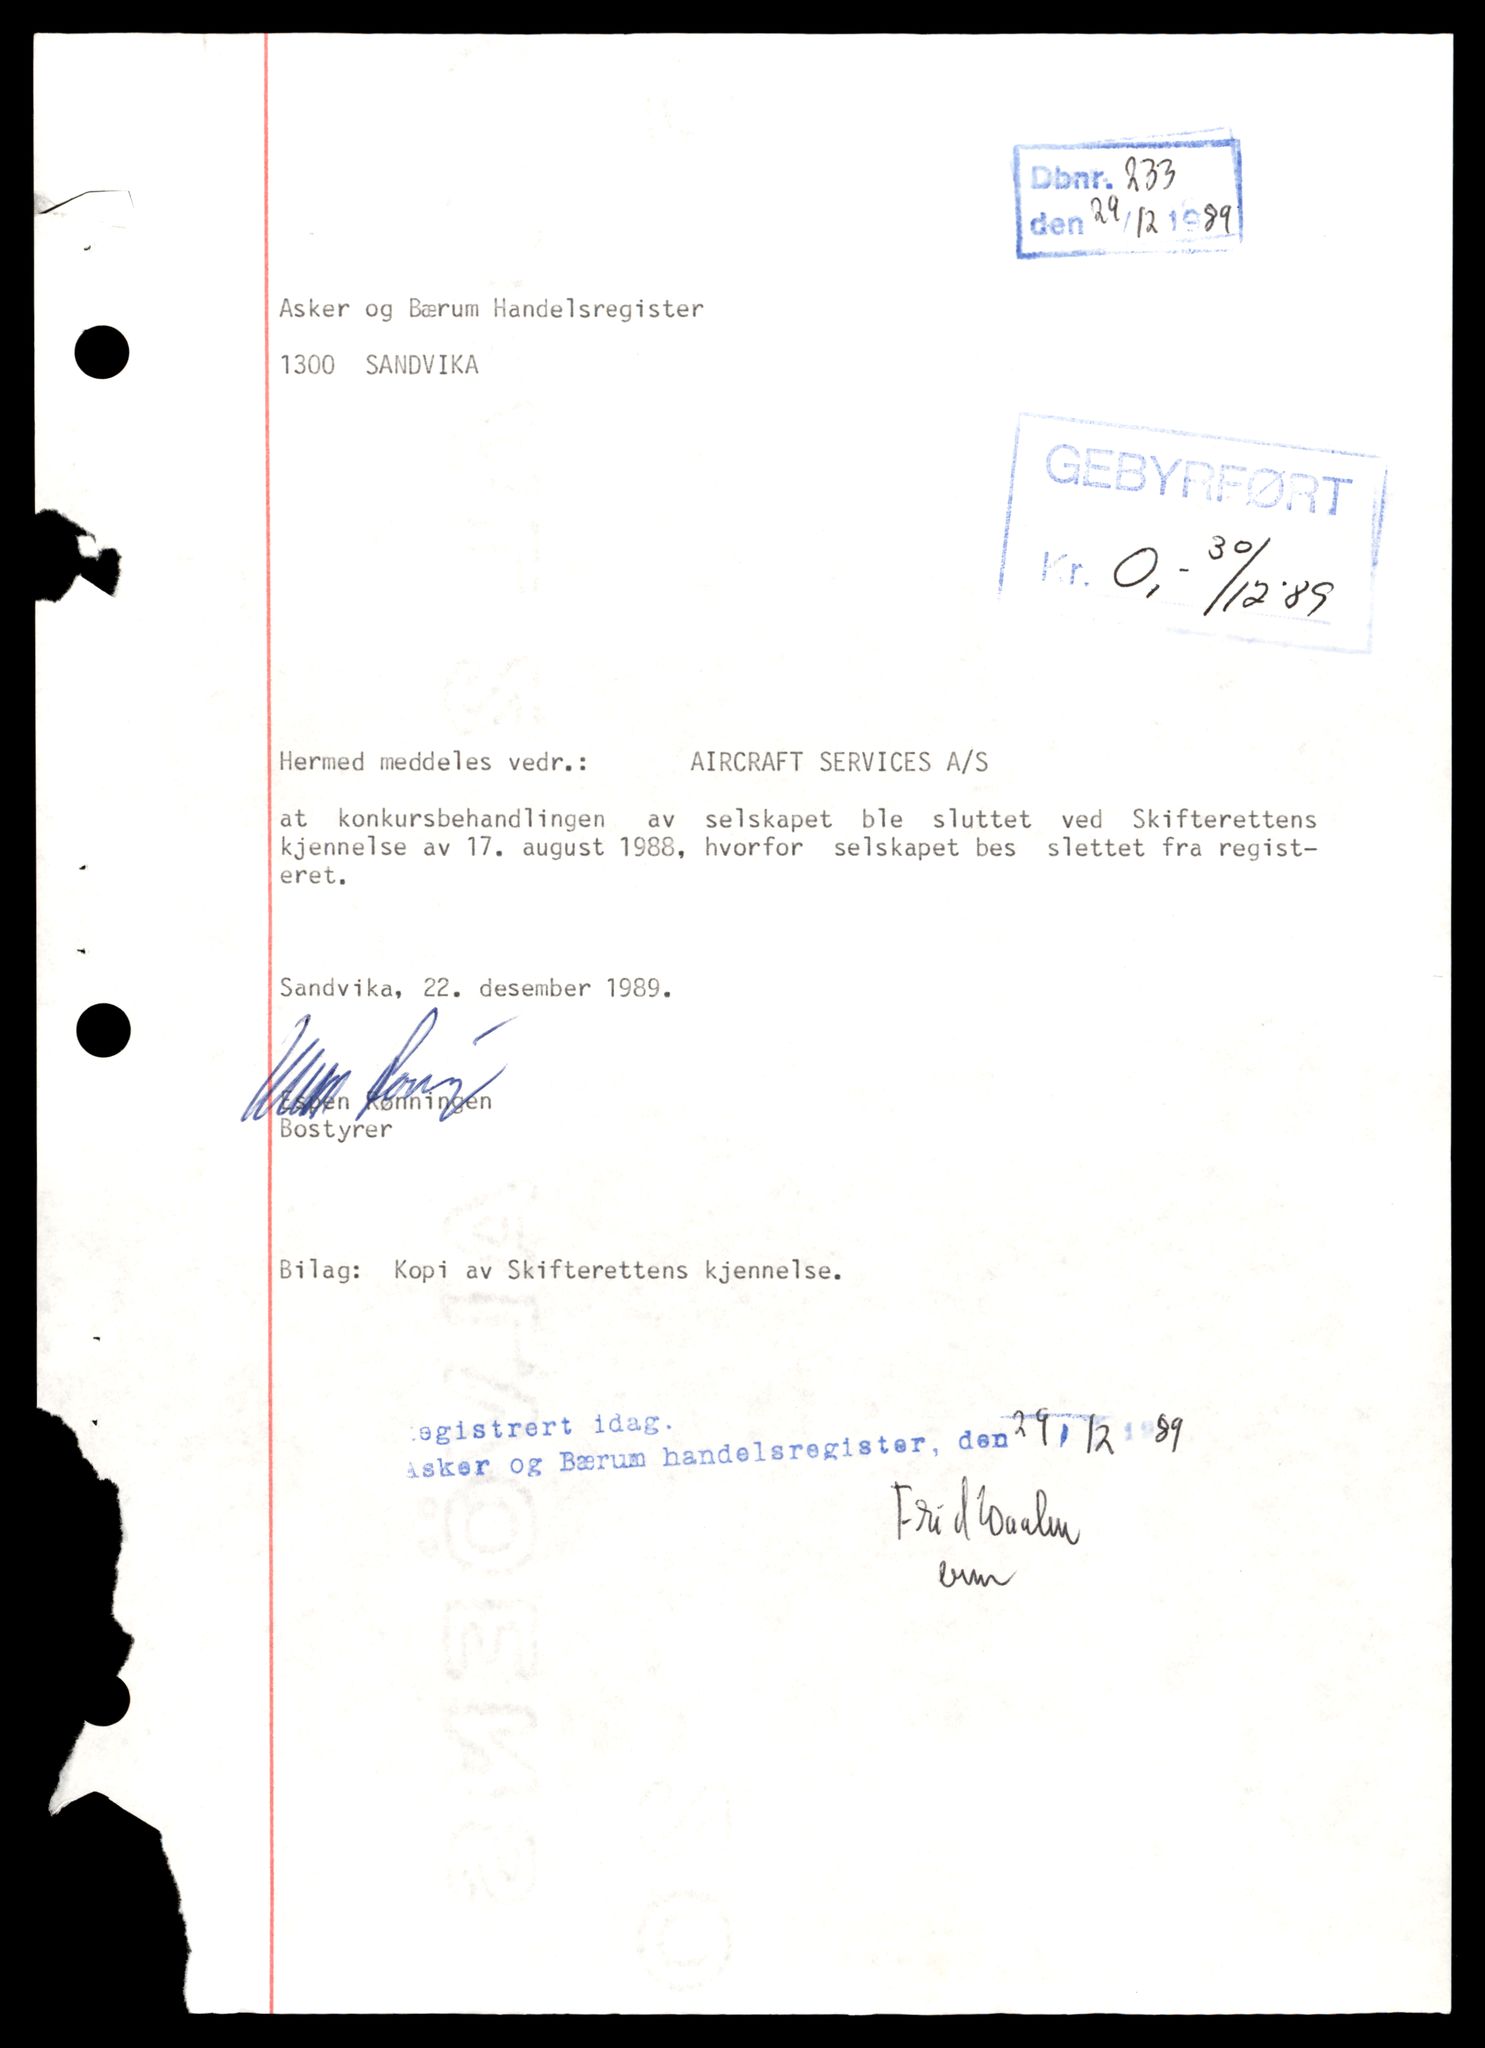 Dbnr. 233
den 29/12 1989
Asker og Bærum Handelsregister
1300 SANDVIKA
GEBYRFØRT
Kr. 0,- 30/12-89
Hermed meddeles vedr.: AIRCRAFT SERVICES A/S
at konkursbehandlingen av selskapet ble sluttet ved Skifterettens
kjennelse av 17. august 1988, hvorfor selskapet bes slettet fra regist-
eret.
Sandvika, 22. desember 1989.
Espen Rønningen
Bostyrer
Bilag: Kopi av Skifterettens kjennelse.
egistrert idag.
Asker og Bærum handelsregister, den 29/12 1989